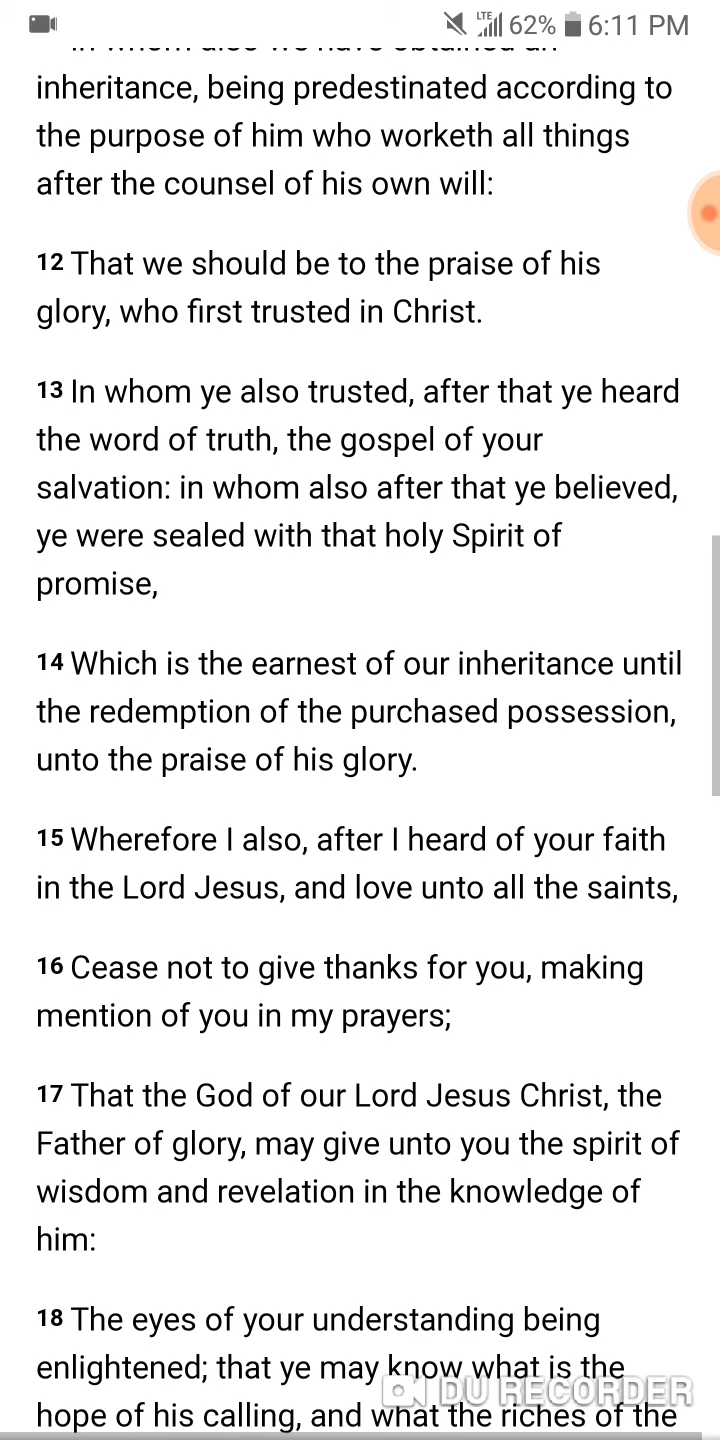 LTE 62% 6:11 PM
inheritance, being predestinated according to
the purpose of him who worketh all things
after the counsel of his own will:
12 That we should be to the praise of his
glory, who first trusted in Christ.
13 In whom ye also trusted, after that ye heard
the word of truth, the gospel of your
salvation: in whom also after that ye believed,
ye were sealed with that holy Spirit of
promise,
14 Which is the earnest of our inheritance until
the redemption of the purchased possession,
unto the praise of his glory.
15 Wherefore I also, after I heard of your faith
in the Lord Jesus, and love unto all the saints,
16 Cease not to give thanks for you, making
mention of you in my prayers;
17 That the God of our Lord Jesus Christ, the
Father of glory, may give unto you the spirit of
wisdom and revelation in the knowledge of
him:
18 The eyes of your understanding being
enlightened; that ye may know what is the
DU RECORDER
hope of his calling, and what the riches of the